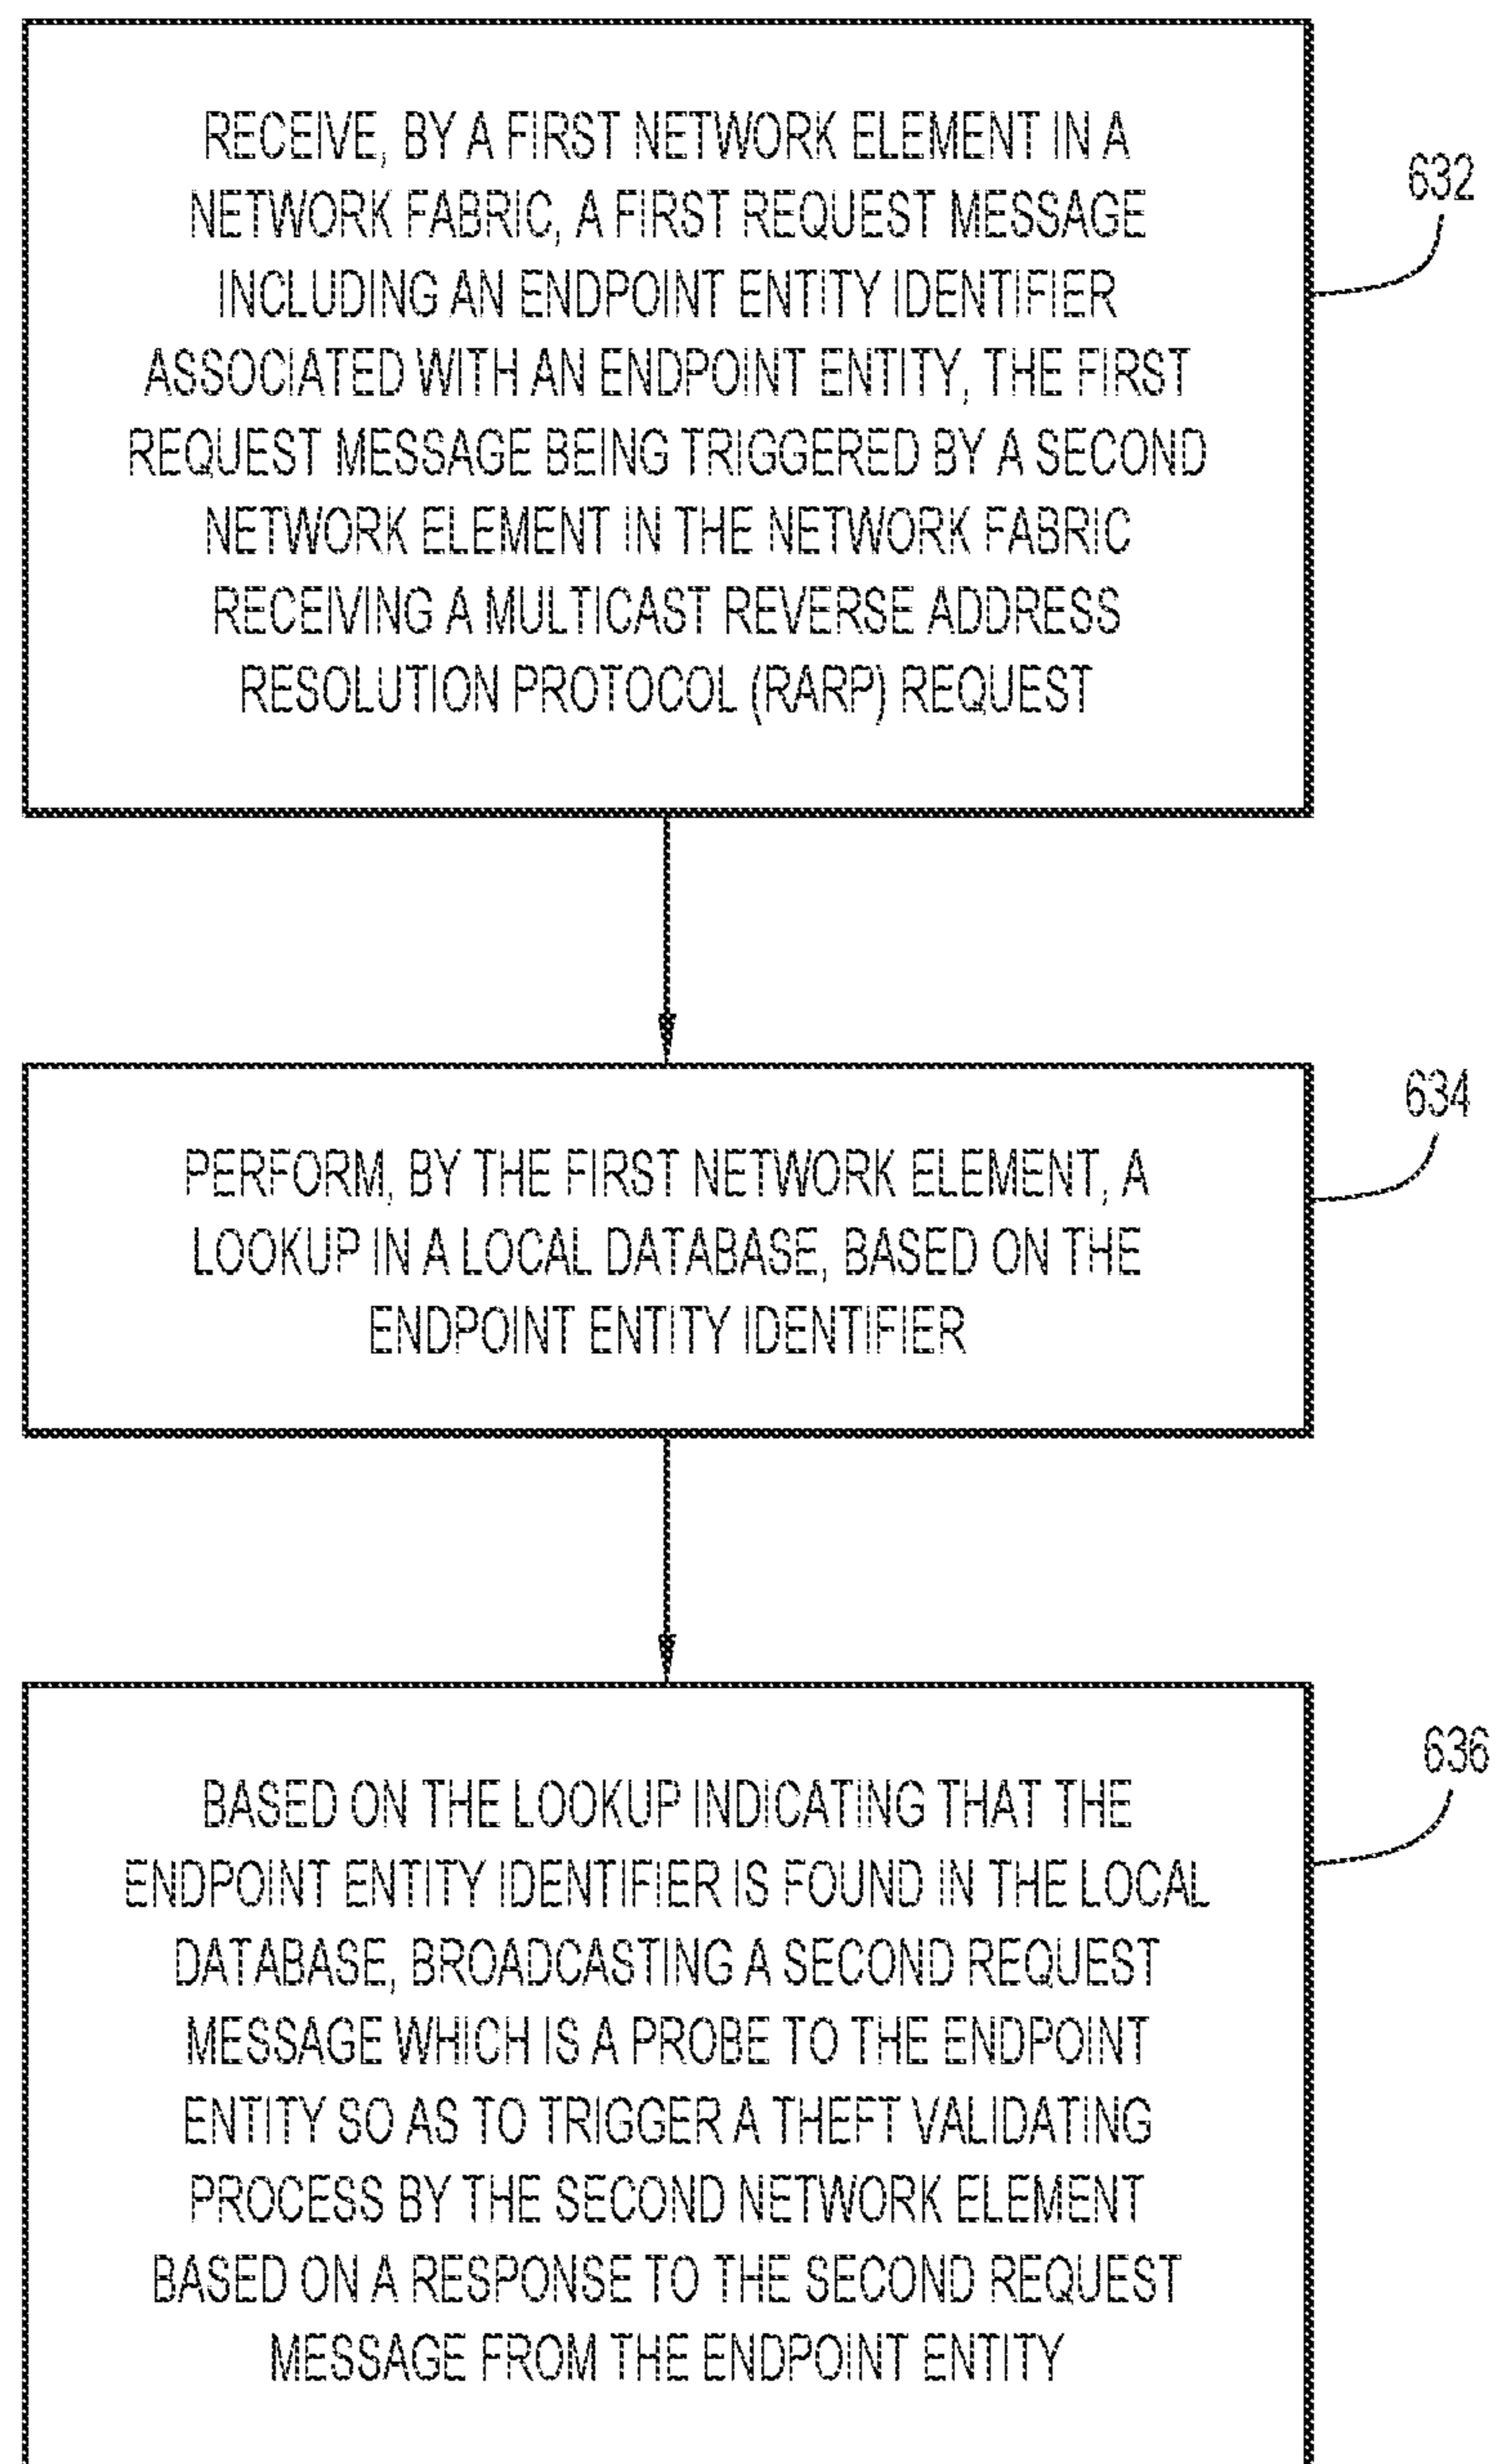 RECEIVE, BY A FIRST NETWORK ELEMENT IN A
NETWORK FABRIC, A FIRST REQUEST MESSAGE
INCLUDING AN ENDPOINT ENTITY IDENTIFIER
ASSOCIATED WITH AN ENDPOINT ENTITY, THE FIRST
REQUEST MESSAGE BEING TRIGGERED BY A SECOND
NETWORK ELEMENT IN THE NETWORK FABRIC
RECEIVING A MULTICAST REVERSE ADDRESS
RESOLUTION PROTOCOL (RARP) REQUEST
632
PERFORM, BY THE FIRST NETWORK ELEMENT, A
LOOKUP IN A LOCAL DATABASE, BASED ON THE
ENDPOINT ENTITY IDENTIFIER
634
BASED ON THE LOOKUP INDICATING THAT THE
ENDPOINT ENTITY IDENTIFIER IS FOUND IN THE LOCAL
DATABASE, BROADCASTING A SECOND REQUEST
MESSAGE WHICH IS A PROBE TO THE ENDPOINT
ENTITY SO AS TO TRIGGER A THEFT VALIDATING
PROCESS BY THE SECOND NETWORK ELEMENT
BASED ON A RESPONSE TO THE SECOND REQUEST
MESSAGE FROM THE ENDPOINT ENTITY
636